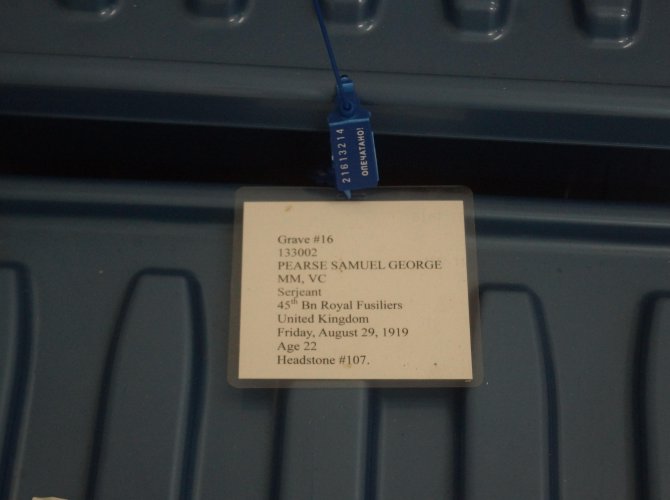 21613214
ОПЕЧАТАНО!
Grave #16
133002
PEARSE SAMUEL GEORGE
MM, VC
Serjeant
45th Bn Royal Fusiliers
United Kingdom
Friday, August 29, 1919
Age 22
Headstone #107.